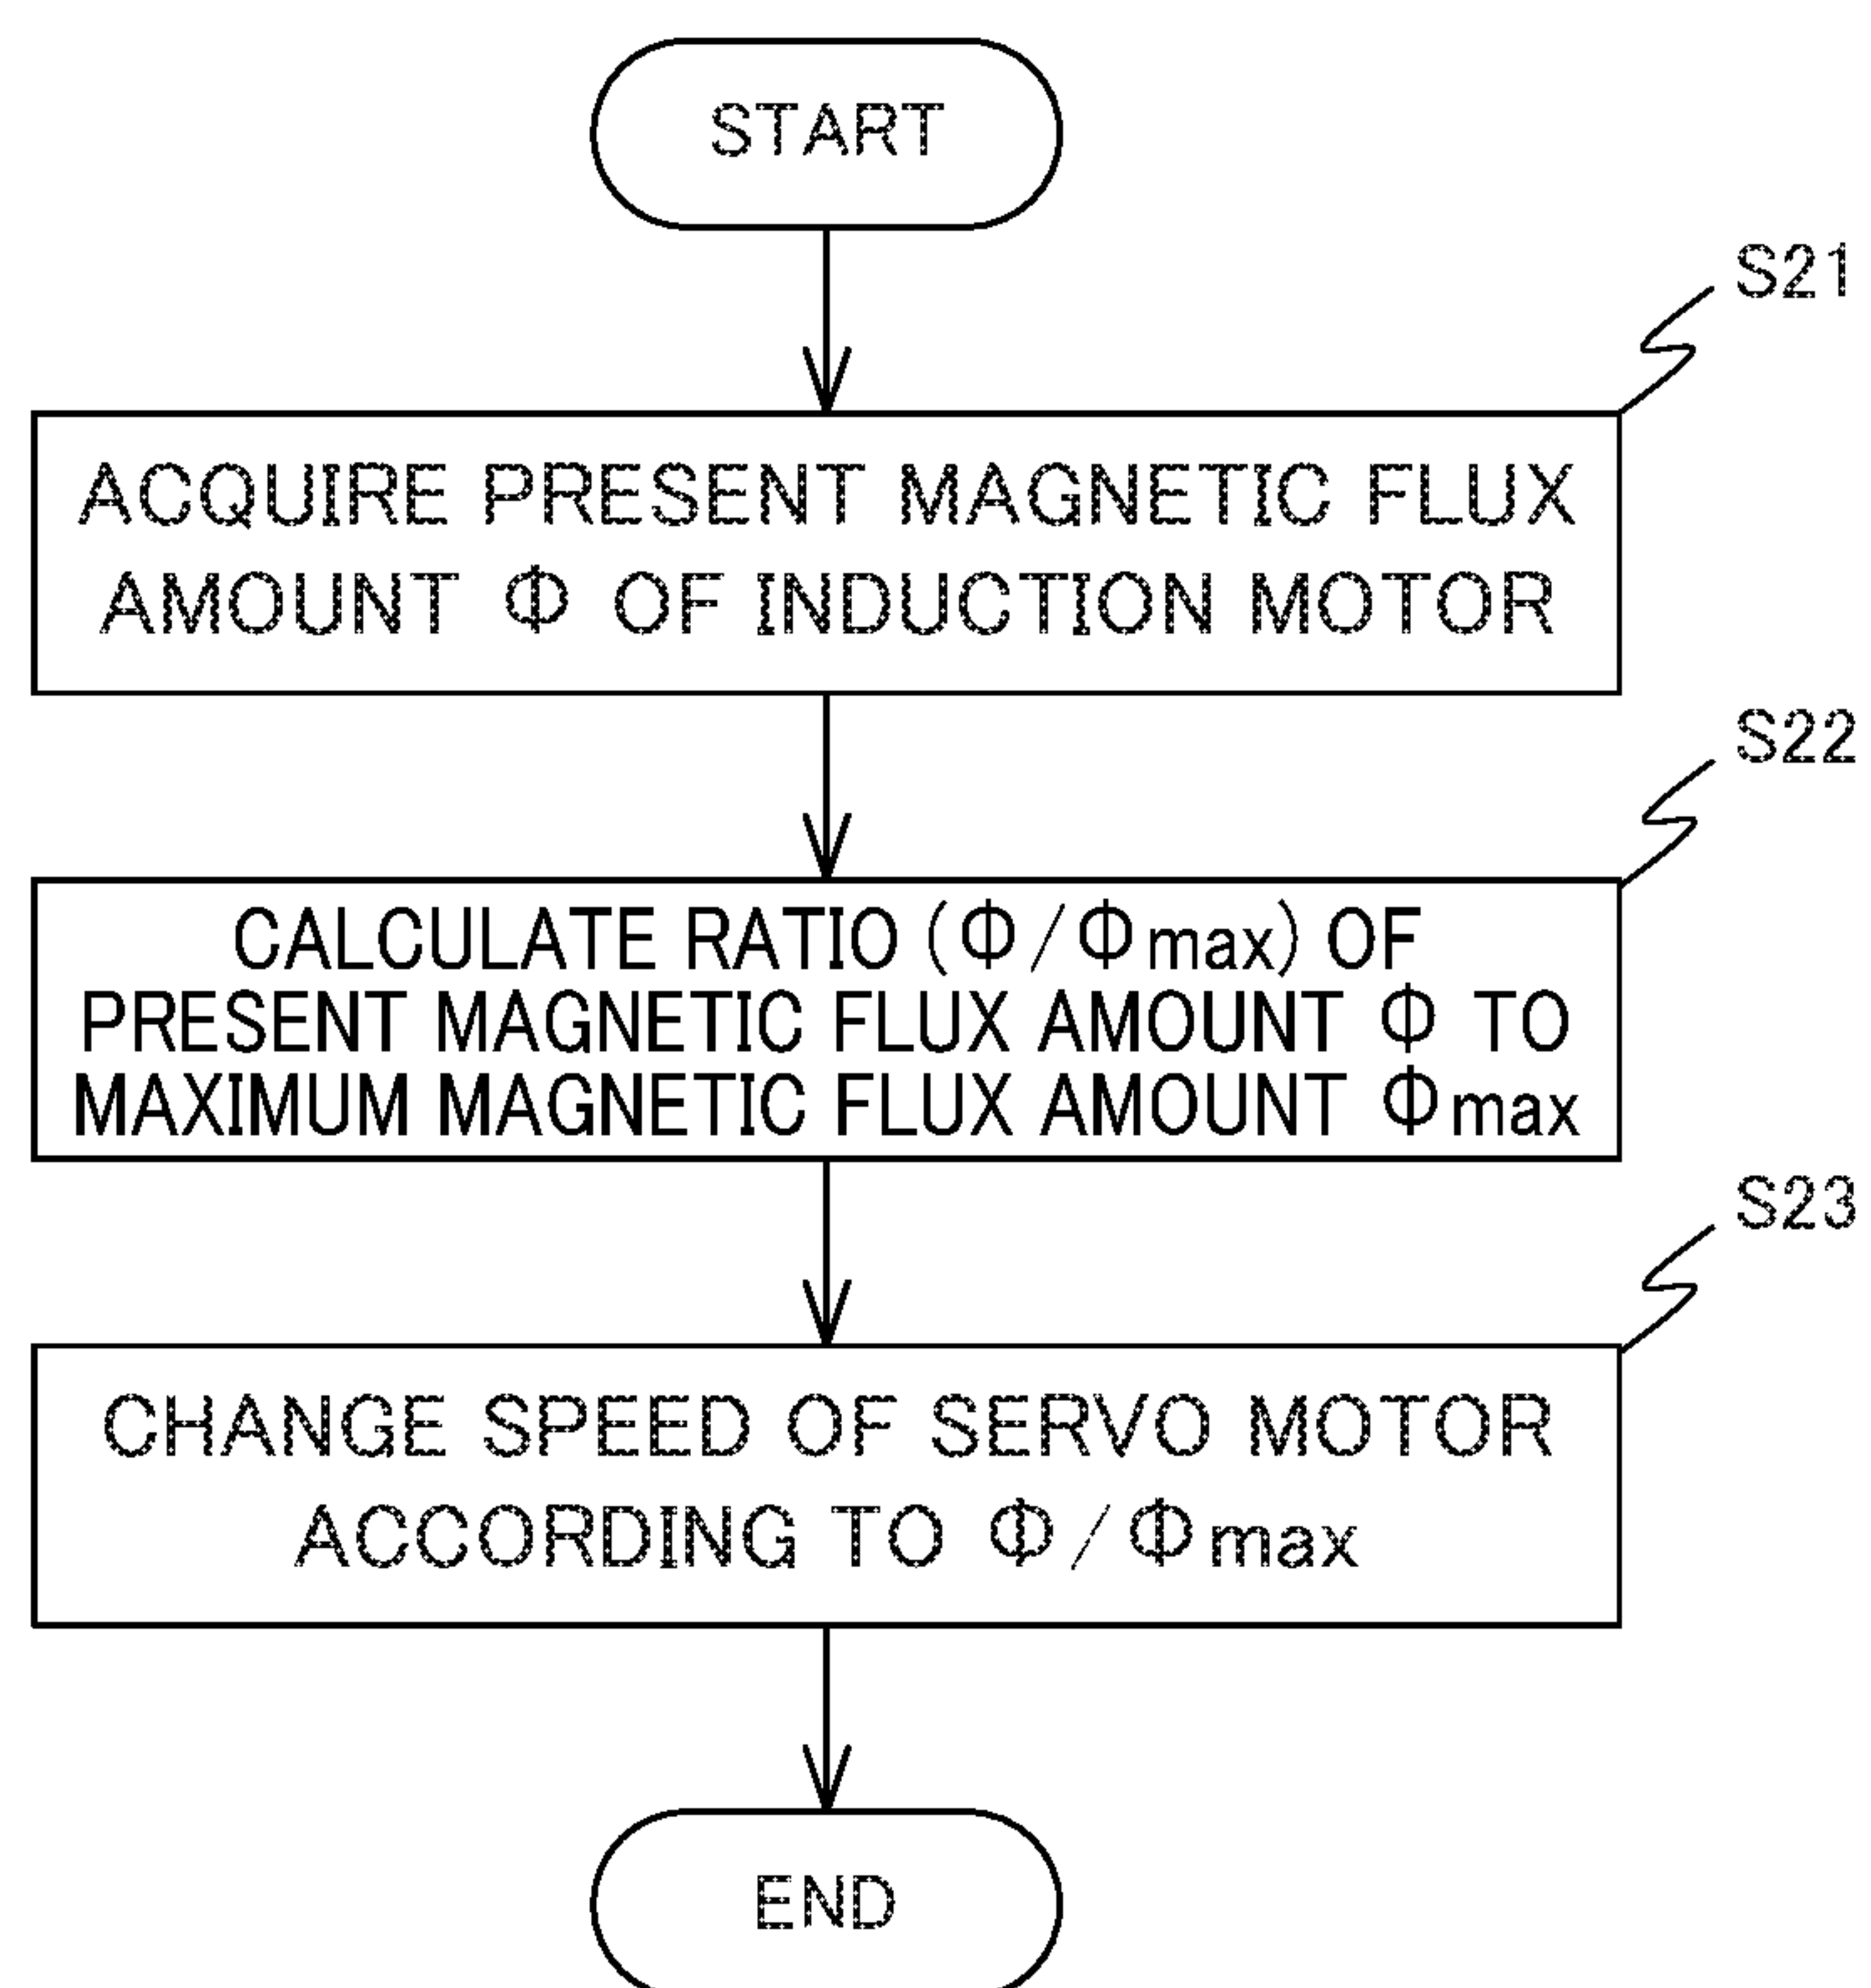 START
S21
ACQUIRE PRESENT MAGNETIC FLUX
AMOUNT Φ OF INDUCTION MOTOR
S22
CALCULATE RATIO (Φ/Φmax) OF
PRESENT MAGNETIC FLUX AMOUNT Φ TO
MAXIMUM MAGNETIC FLUX AMOUNT Φmax
S23
CHANGE SPEED OF SERVO MOTOR
ACCORDING TO Φ/Φmax
END